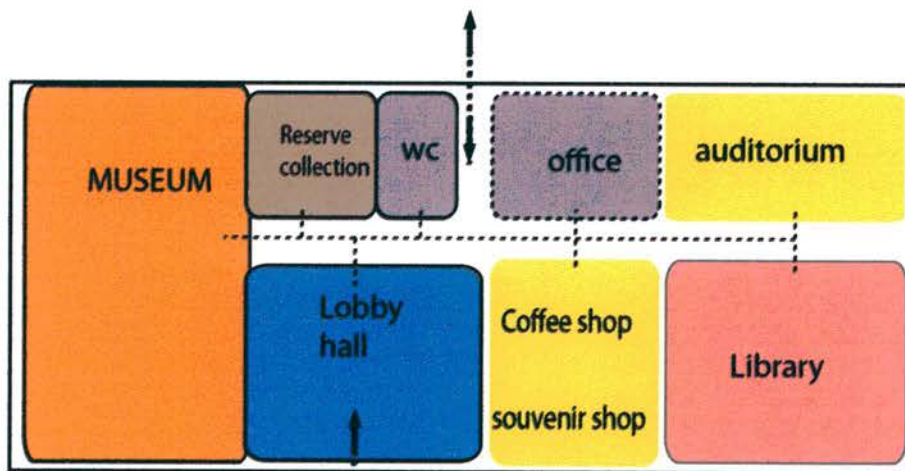 MUSEUM
Reserve
collection
WC
office
auditorium
Lobby
hall
Coffee shop
souvenir shop
Library